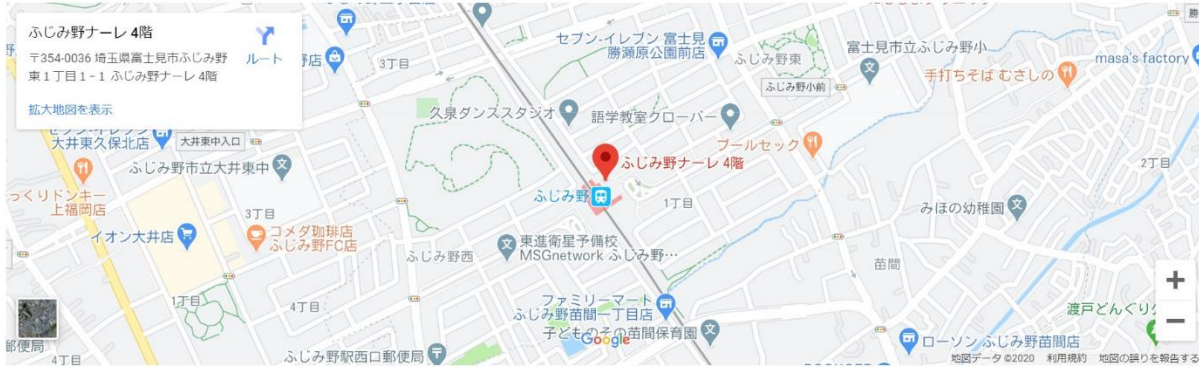 ふじみ野ナーレ 4階
〒354-0036 埼玉県富士見市ふじみ野
東1丁目1-1 ふじみ野ナーレ 4階
ルート
拡大地図を表示
3丁目
セブン-イレブン 富士見
勝瀬原公園前店
ふじみ野東
ふじみ野小前
富士見市立ふじみ野小
手打ちそば むさしの
masa's factory
勝
野店
久泉ダンススタジオ
語学教室クローバー
プールセック
大井東久保北店
大井東中入口
ふじみ野市立大井東中
ふじみ野ナーレ 4階
2丁目
っくりドンキー
上福岡店
ふじみ野
1丁目
みほの幼稚園
3丁目
イオン大井店
コメダ珈琲店
ふじみ野FC店
ふじみ野西
東進衛星予備校
MSGnetwork ふじみ野…
苗間
1丁目
4丁目
ファミリーマート
ふじみ野苗間一丁目店
子どものその苗間保育園
Google
渡戸どんぐり
ローソン ふじみ野苗間店
郵便局
4丁目
ふじみ野駅西口郵便局
地図データ ©2020 利用規約 地図の誤りを報告する